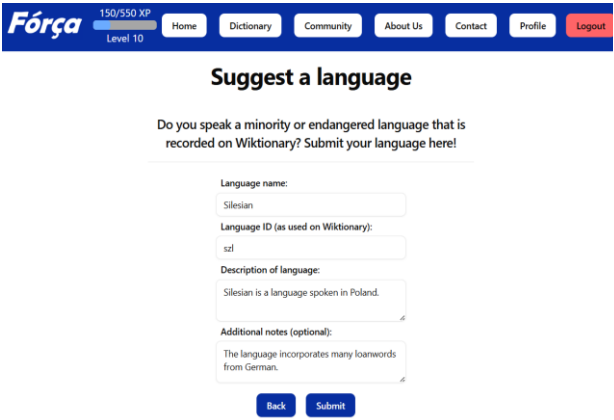 Fórça
150/550 XP
Level 10
Home
Dictionary
Community
About Us
Contact
Profile
Logout
Suggest a language
Do you speak a minority or endangered language that is
recorded on Wiktionary? Submit your language here!
Language name:
Silesian
Language ID (as used on Wiktionary):
szl
Description of language:
Silesian is a language spoken in Poland.
Additional notes (optional):
The language incorporates many loanwords
from German.
Back
Submit